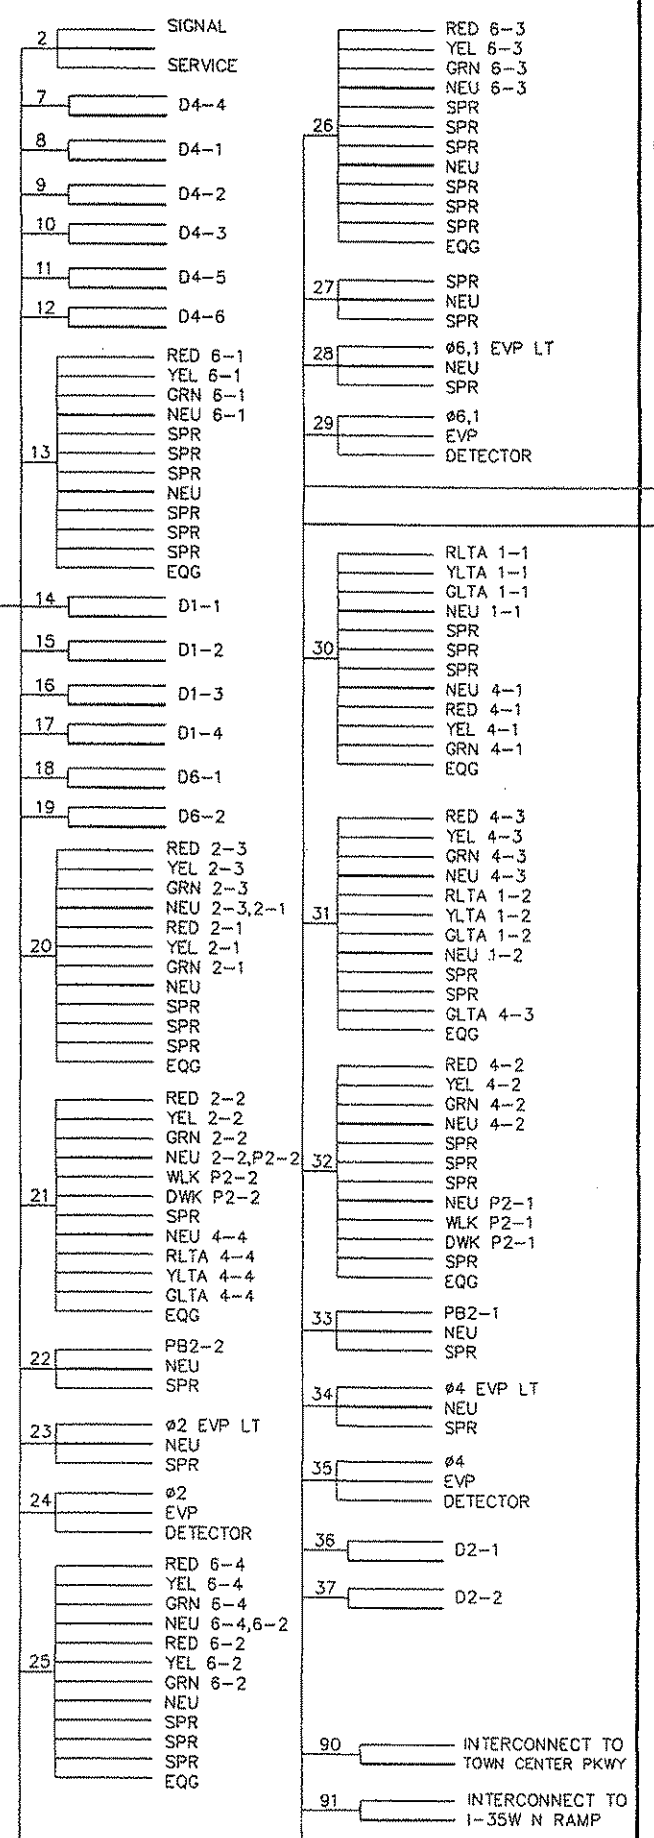 2
SIGNAL
SERVICE
7
D4-4
8
D4-1
9
D4-2
10
D4-3
11
D4-5
12
D4-6
13
RED 6-1
YEL 6-1
GRN 6-1
NEU 6-1
SPR
SPR
SPR
NEU
SPR
SPR
SPR
EQG
14
D1-1
15
D1-2
16
D1-3
17
D1-4
18
D6-1
19
D6-2
20
RED 2-3
YEL 2-3
GRN 2-3
NEU 2-3,2-1
RED 2-1
YEL 2-1
GRN 2-1
NEU
SPR
SPR
SPR
EQG
21
RED 2-2
YEL 2-2
GRN 2-2
NEU 2-2,P2-2
WLK P2-2
DWK P2-2
SPR
NEU 4-4
RLTA 4-4
YLTA 4-4
GLTA 4-4
EQG
22
PB2-2
NEU
SPR
23
ø2 EVP LT
NEU
SPR
24
ø2
EVP
DETECTOR
25
RED 6-4
YEL 6-4
GRN 6-4
NEU 6-4,6-2
RED 6-2
YEL 6-2
GRN 6-2
NEU
SPR
SPR
SPR
EQG
26
RED 6-3
YEL 6-3
GRN 6-3
NEU 6-3
SPR
SPR
SPR
NEU
SPR
SPR
SPR
EQG
27
SPR
NEU
SPR
28
ø6,1 EVP LT
NEU
SPR
29
ø6,1
EVP
DETECTOR
30
RLTA 1-1
YLTA 1-1
GLTA 1-1
NEU 1-1
SPR
SPR
SPR
NEU 4-1
RED 4-1
YEL 4-1
GRN 4-1
EQG
31
RED 4-3
YEL 4-3
GRN 4-3
NEU 4-3
RLTA 1-2
YLTA 1-2
GLTA 1-2
NEU 1-2
SPR
SPR
GLTA 4-3
EQG
32
RED 4-2
YEL 4-2
GRN 4-2
NEU 4-2
SPR
SPR
SPR
NEU P2-1
WLK P2-1
DWK P2-1
SPR
EQG
33
PB2-1
NEU
SPR
34
ø4 EVP LT
NEU
SPR
35
ø4
EVP
DETECTOR
36
D2-1
37
D2-2
90
INTERCONNECT TO
TOWN CENTER PKWY
91
INTERCONNECT TO
I-35W N RAMP